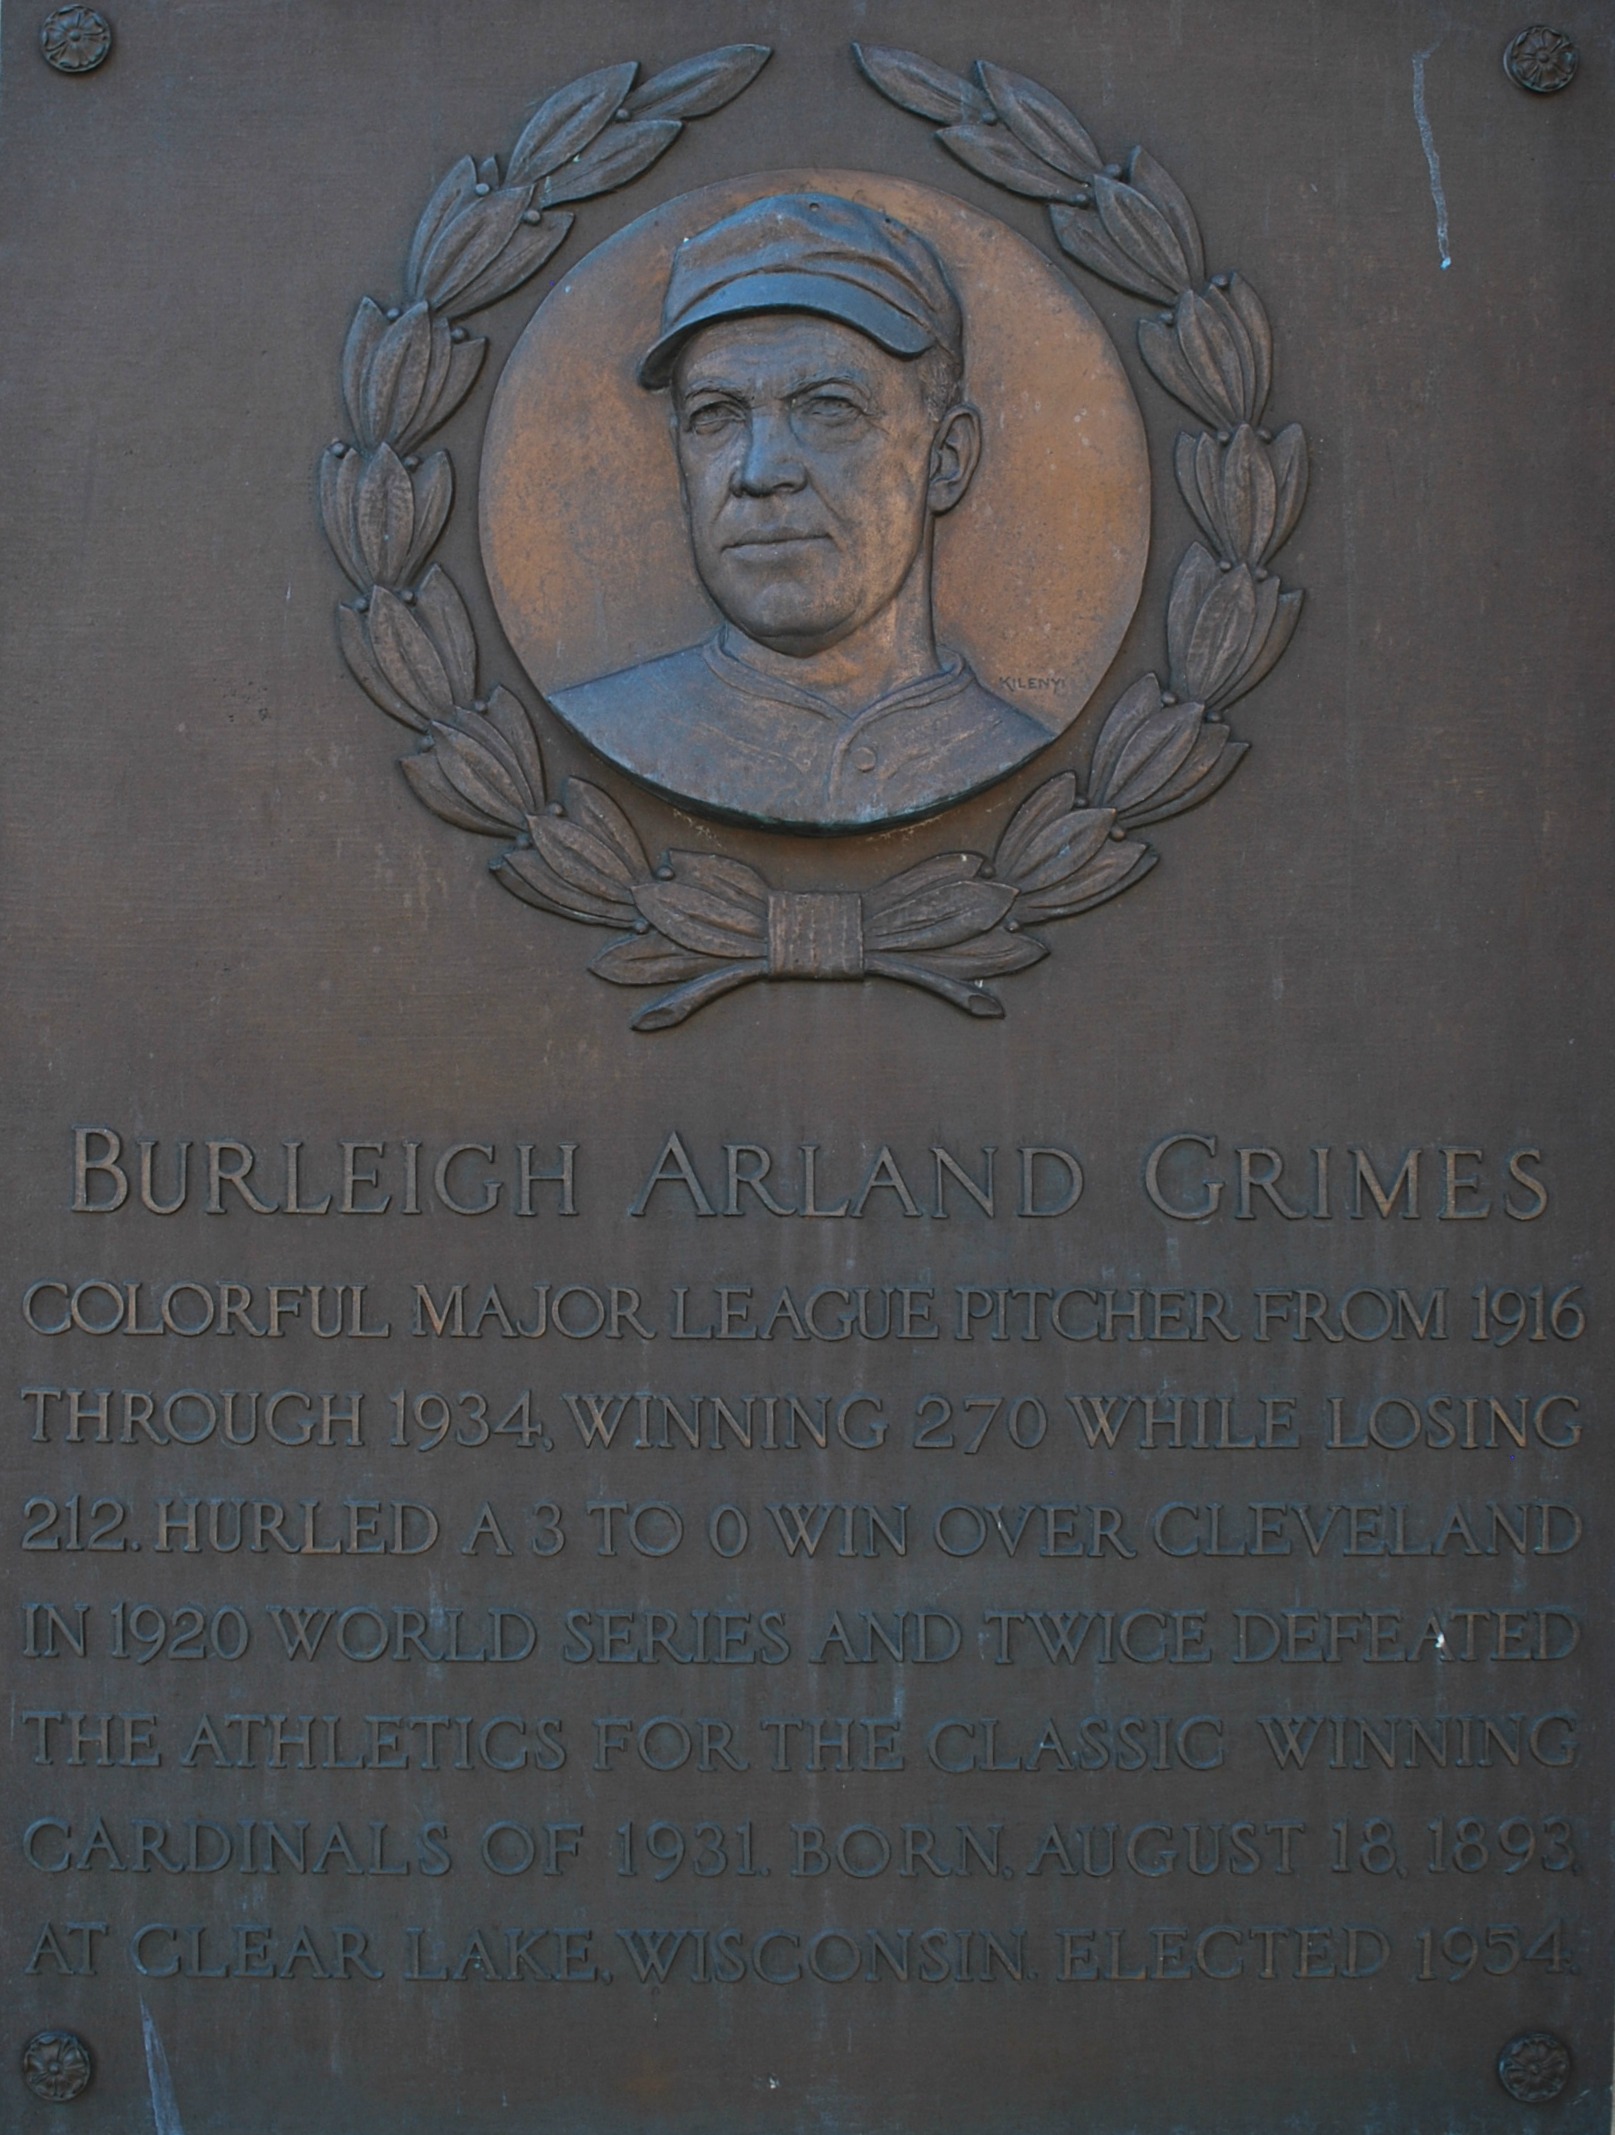 KILENYI
BURLEIGH ARLAND GRIMES
COLORFUL MAJOR LEAGUE PITCHER FROM 1916
THROUGH 1934, WINNING 270 WHILE LOSING
212. HURLED A 3 TO 0 WIN OVER CLEVELAND
IN 1920 WORLD SERIES AND TWICE DEFEATED
THE ATHLETICS FOR THE CLASSIC WINNING
CARDINALS OF 1931. BORN, AUGUST 18, 1893,
AT CLEAR LAKE, WISCONSIN. ELECTED 1954.